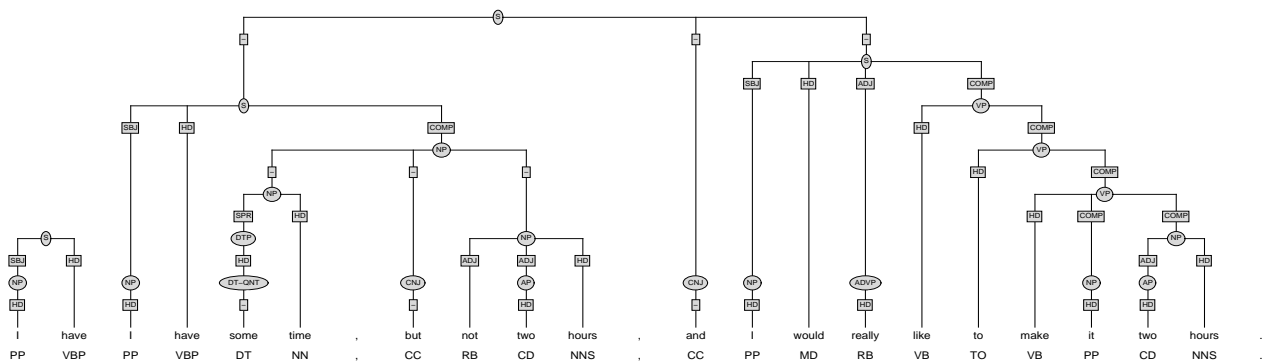 S
– – –
S
SBJ HD ADJ COMP
S VP
SBJ HD COMP HD COMP
NP VP
– – – HD COMP
NP VP
SPR HD HD COMP COMP
S DTP NP NP
SBJ HD HD ADJ ADJ HD ADJ HD
NP NP DT–QNT CNJ AP CNJ NP ADVP NP AP
HD HD – – HD – HD HD HD HD
I have I have some time , but not two hours , and I would really like to make it two hours .
PP VBP PP VBP DT NN , CC RB CD NNS , CC PP MD RB VB TO VB PP CD NNS .